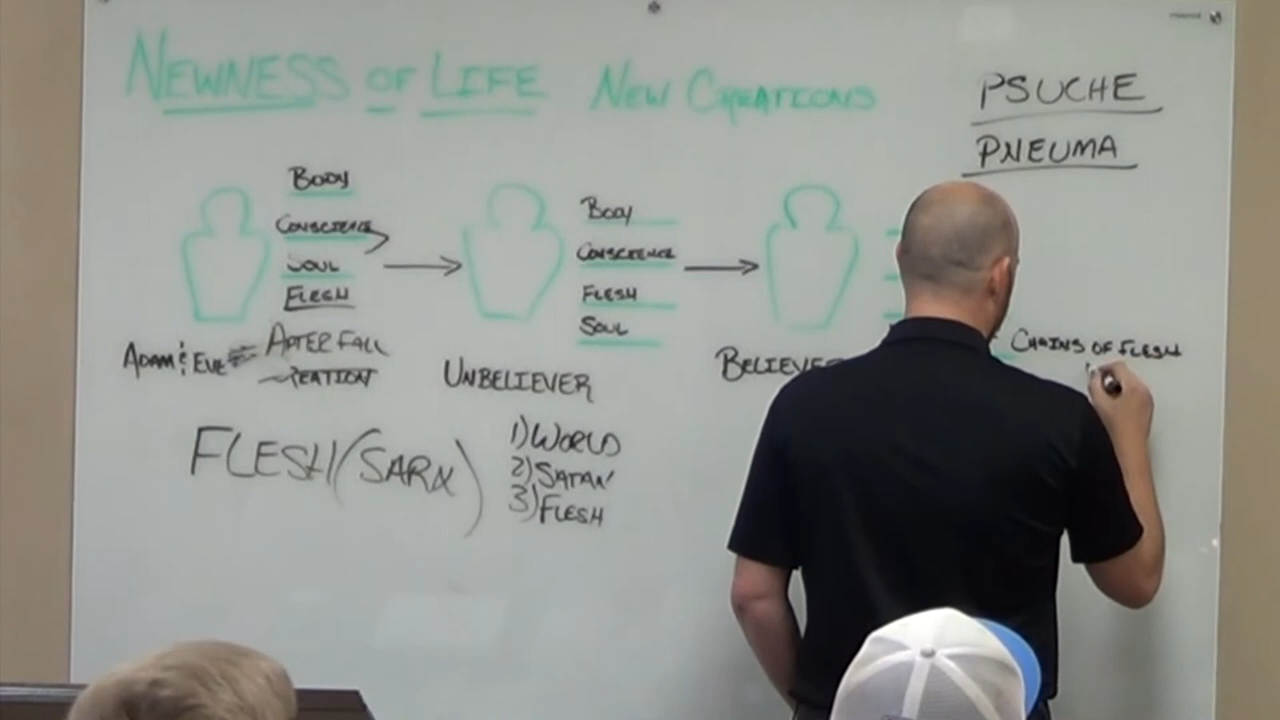 NEWNESS OF LIFE NEW CREATIONS
PSUCHE
PNEUMA
BODY
CONSCIENCE
SOUL
FLESH
ADAM & EVE
AFTER FALL
BODY
CONSCIENCE
FLESH
SOUL
UNBELIEVER
BELIEVE
CHAINS OF FLESH
FLESH (SARX)
1) WORLD
2) SATAN
3) FLESH